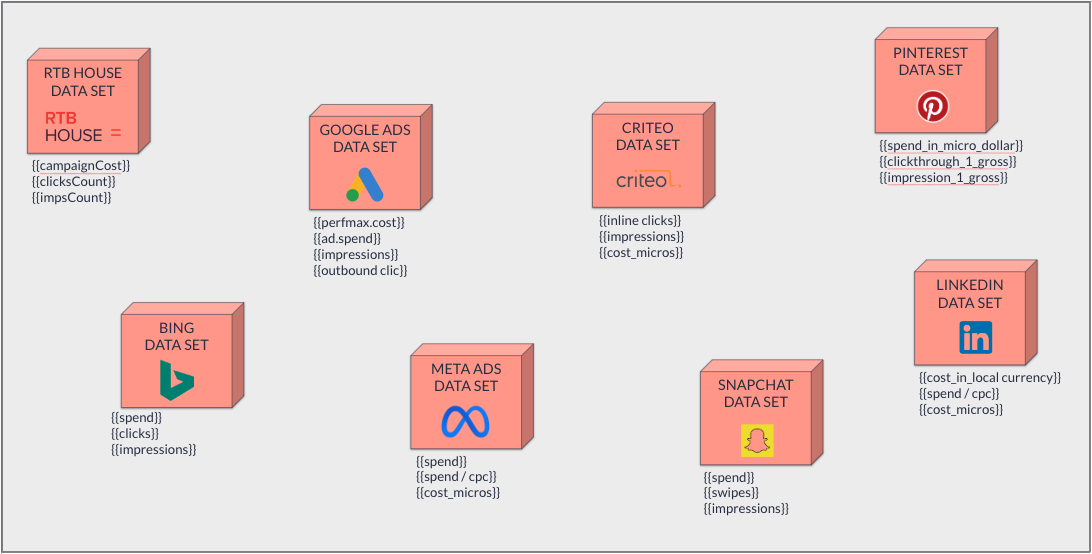 RTB HOUSE
DATA SET
RTB
HOUSE =
{{campaignCost}}
{{clicksCount}}
{{impsCount}}
GOOGLE ADS
DATA SET
{{perfmax.cost}
{{ad.spend}}
{{impressions}}
{{outbound clic}}
CRITEO
DATA SET
criteo
{{inline clicks}}
{{impressions}}
{{cost_micros}}
PINTEREST
DATA SET
{{spend_in_micro_dollar}}
{{clickthrough_1_gross}}
{{impression_1_gross}}
BING
DATA SET
{{spend}}
{{clicks}}
{{impressions}}
META ADS
DATA SET
{{spend}}
{{spend / cpc}}
{{cost_micros}}
SNAPCHAT
DATA SET
{{spend}}
{{swipes}}
{{impressions}}
LINKEDIN
DATA SET
in
{{cost_in_local currency}}
{{spend / cpc}}
{{cost_micros}}